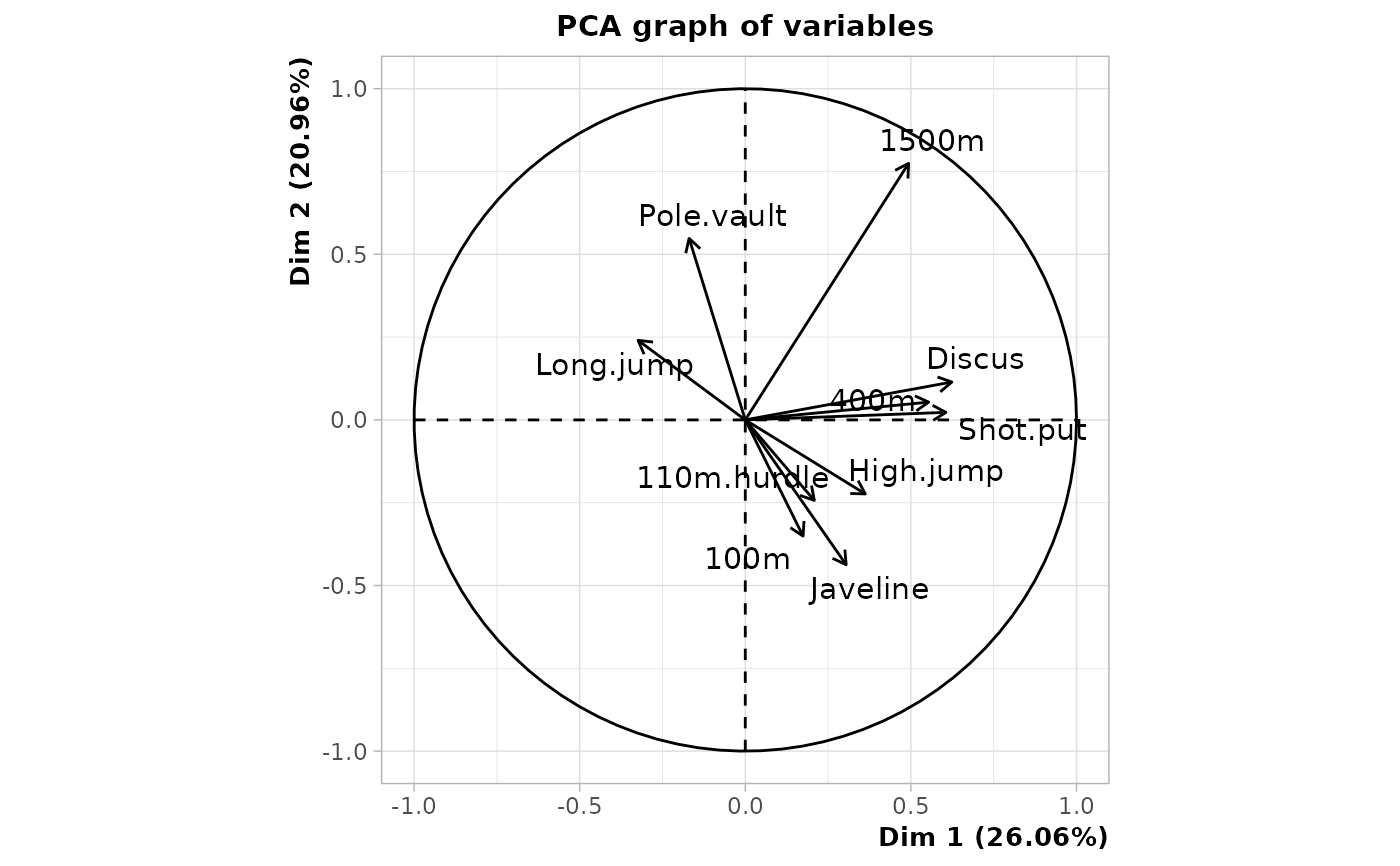 PCA graph of variables
Dim 2 (20.96%)
1.0
0.5
0.0
-0.5
-1.0
1500m
Pole.vault
Discus
Long.jump
400m
Shot.put
High.jump
110m.hurdle
100m
Javeline
-1.0
-0.5
0.0
0.5
1.0
Dim 1 (26.06%)